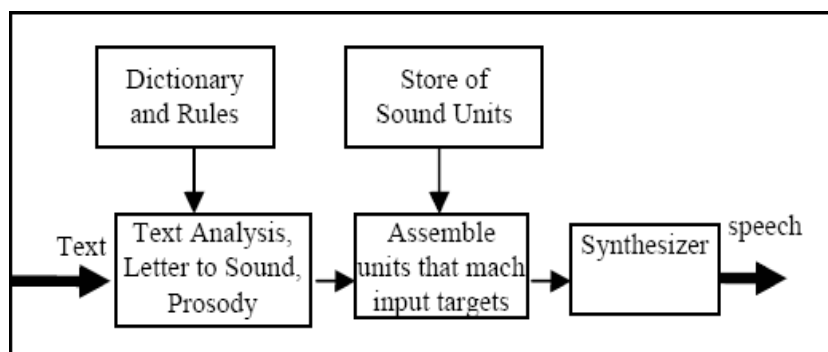 Dictionary
and Rules
Store of
Sound Units
Text
Text Analysis,
Letter to Sound,
Prosody
Assemble
units that mach
input targets
Synthesizer
speech